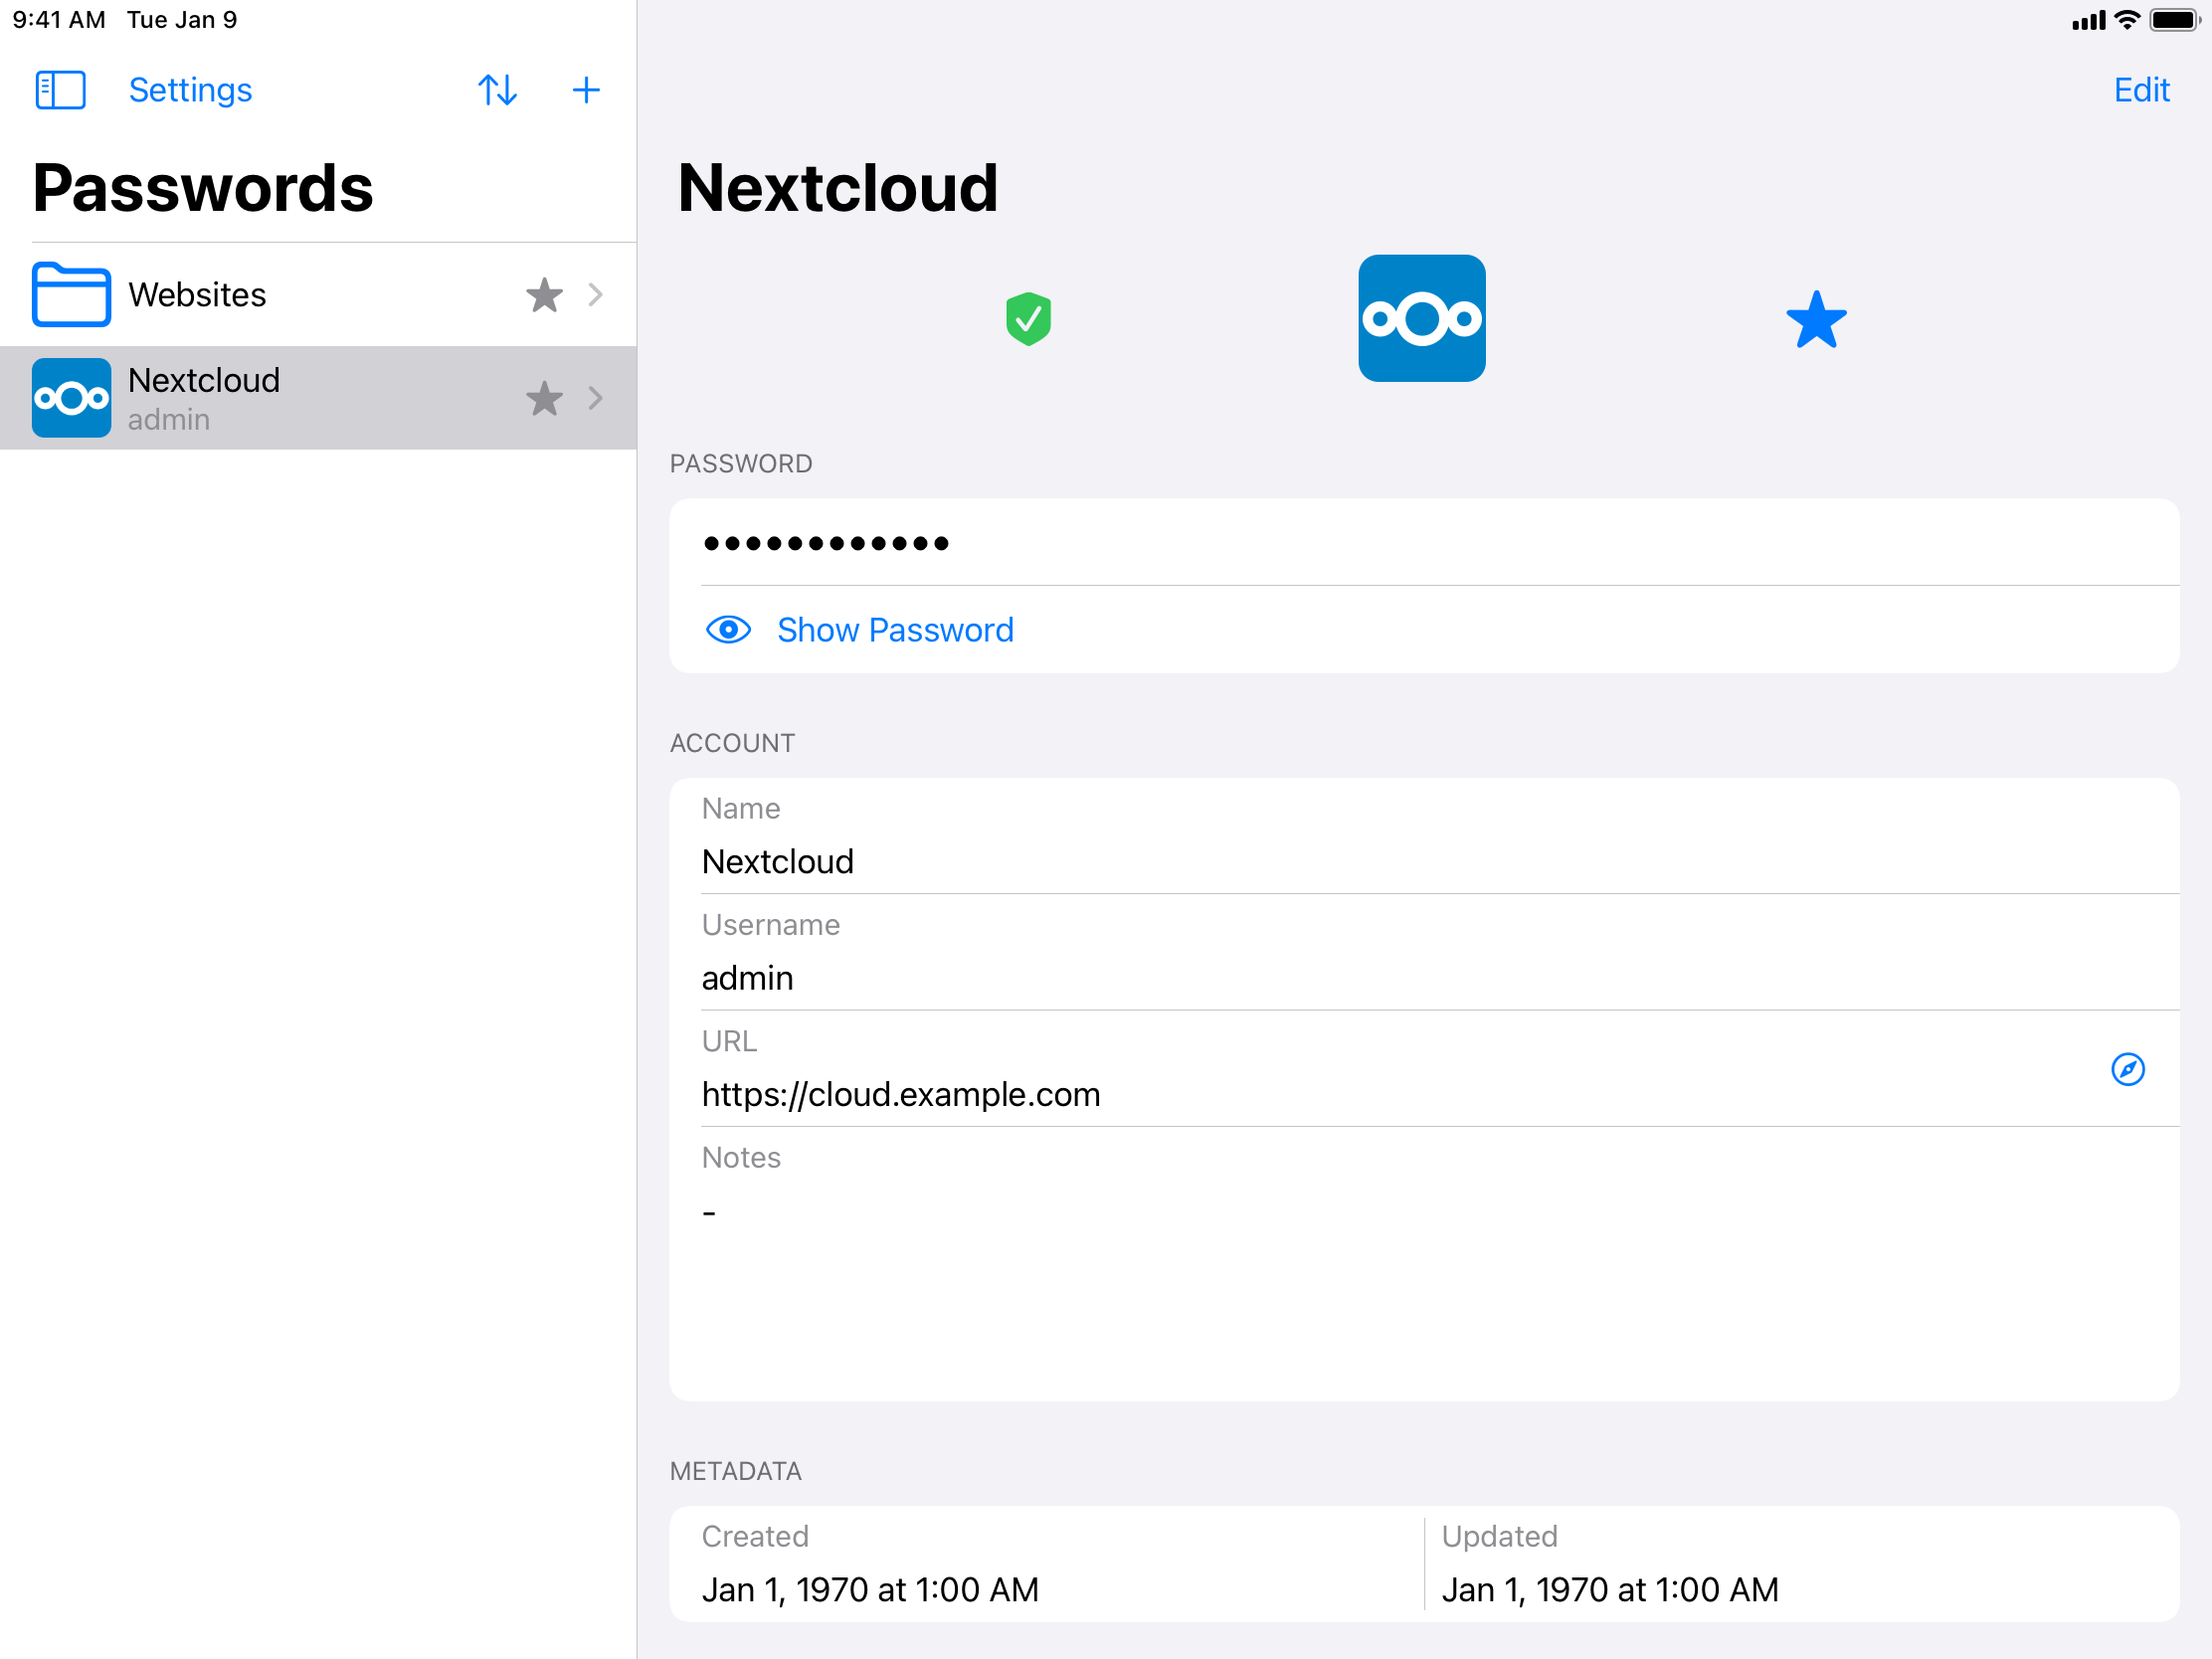 9:41 AM Tue Jan 9
Settings
Edit
Passwords
Websites
Nextcloud
admin
Nextcloud
PASSWORD
••••••••••••
Show Password
ACCOUNT
Name
Nextcloud
Username
admin
URL
https://cloud.example.com
Notes
-
METADATA
Created
Jan 1, 1970 at 1:00 AM
Updated
Jan 1, 1970 at 1:00 AM